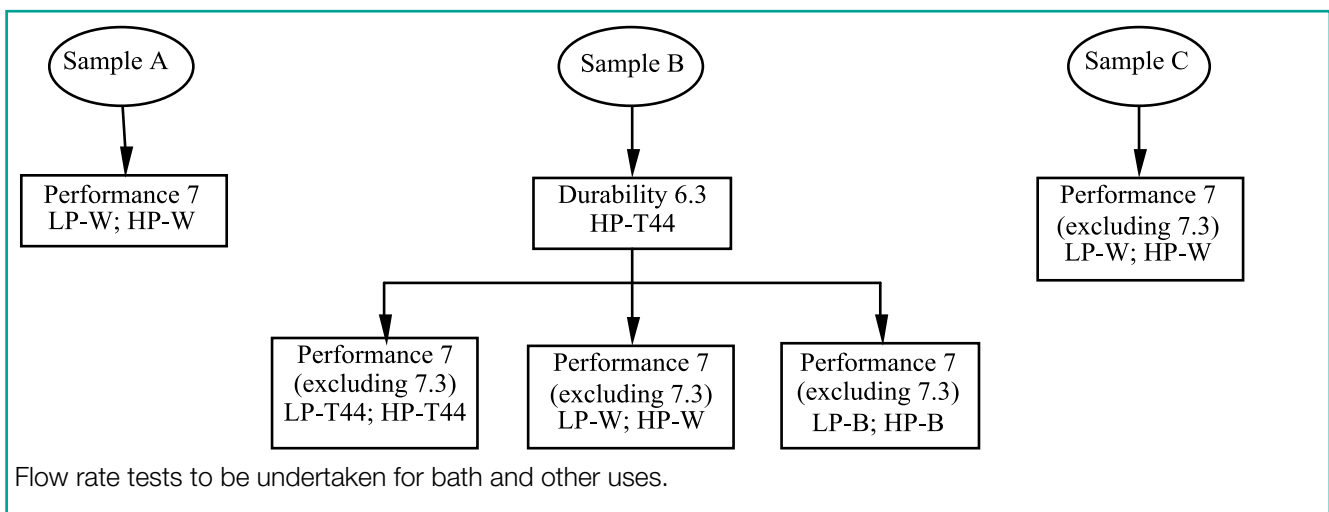 Sample A
Sample B
Sample C
Performance 7
LP-W; HP-W
Durability 6.3
HP-T44
Performance 7
(excluding 7.3)
LP-W; HP-W
Performance 7
(excluding 7.3)
LP-T44; HP-T44
Performance 7
(excluding 7.3)
LP-W; HP-W
Performance 7
(excluding 7.3)
LP-B; HP-B
Flow rate tests to be undertaken for bath and other uses.